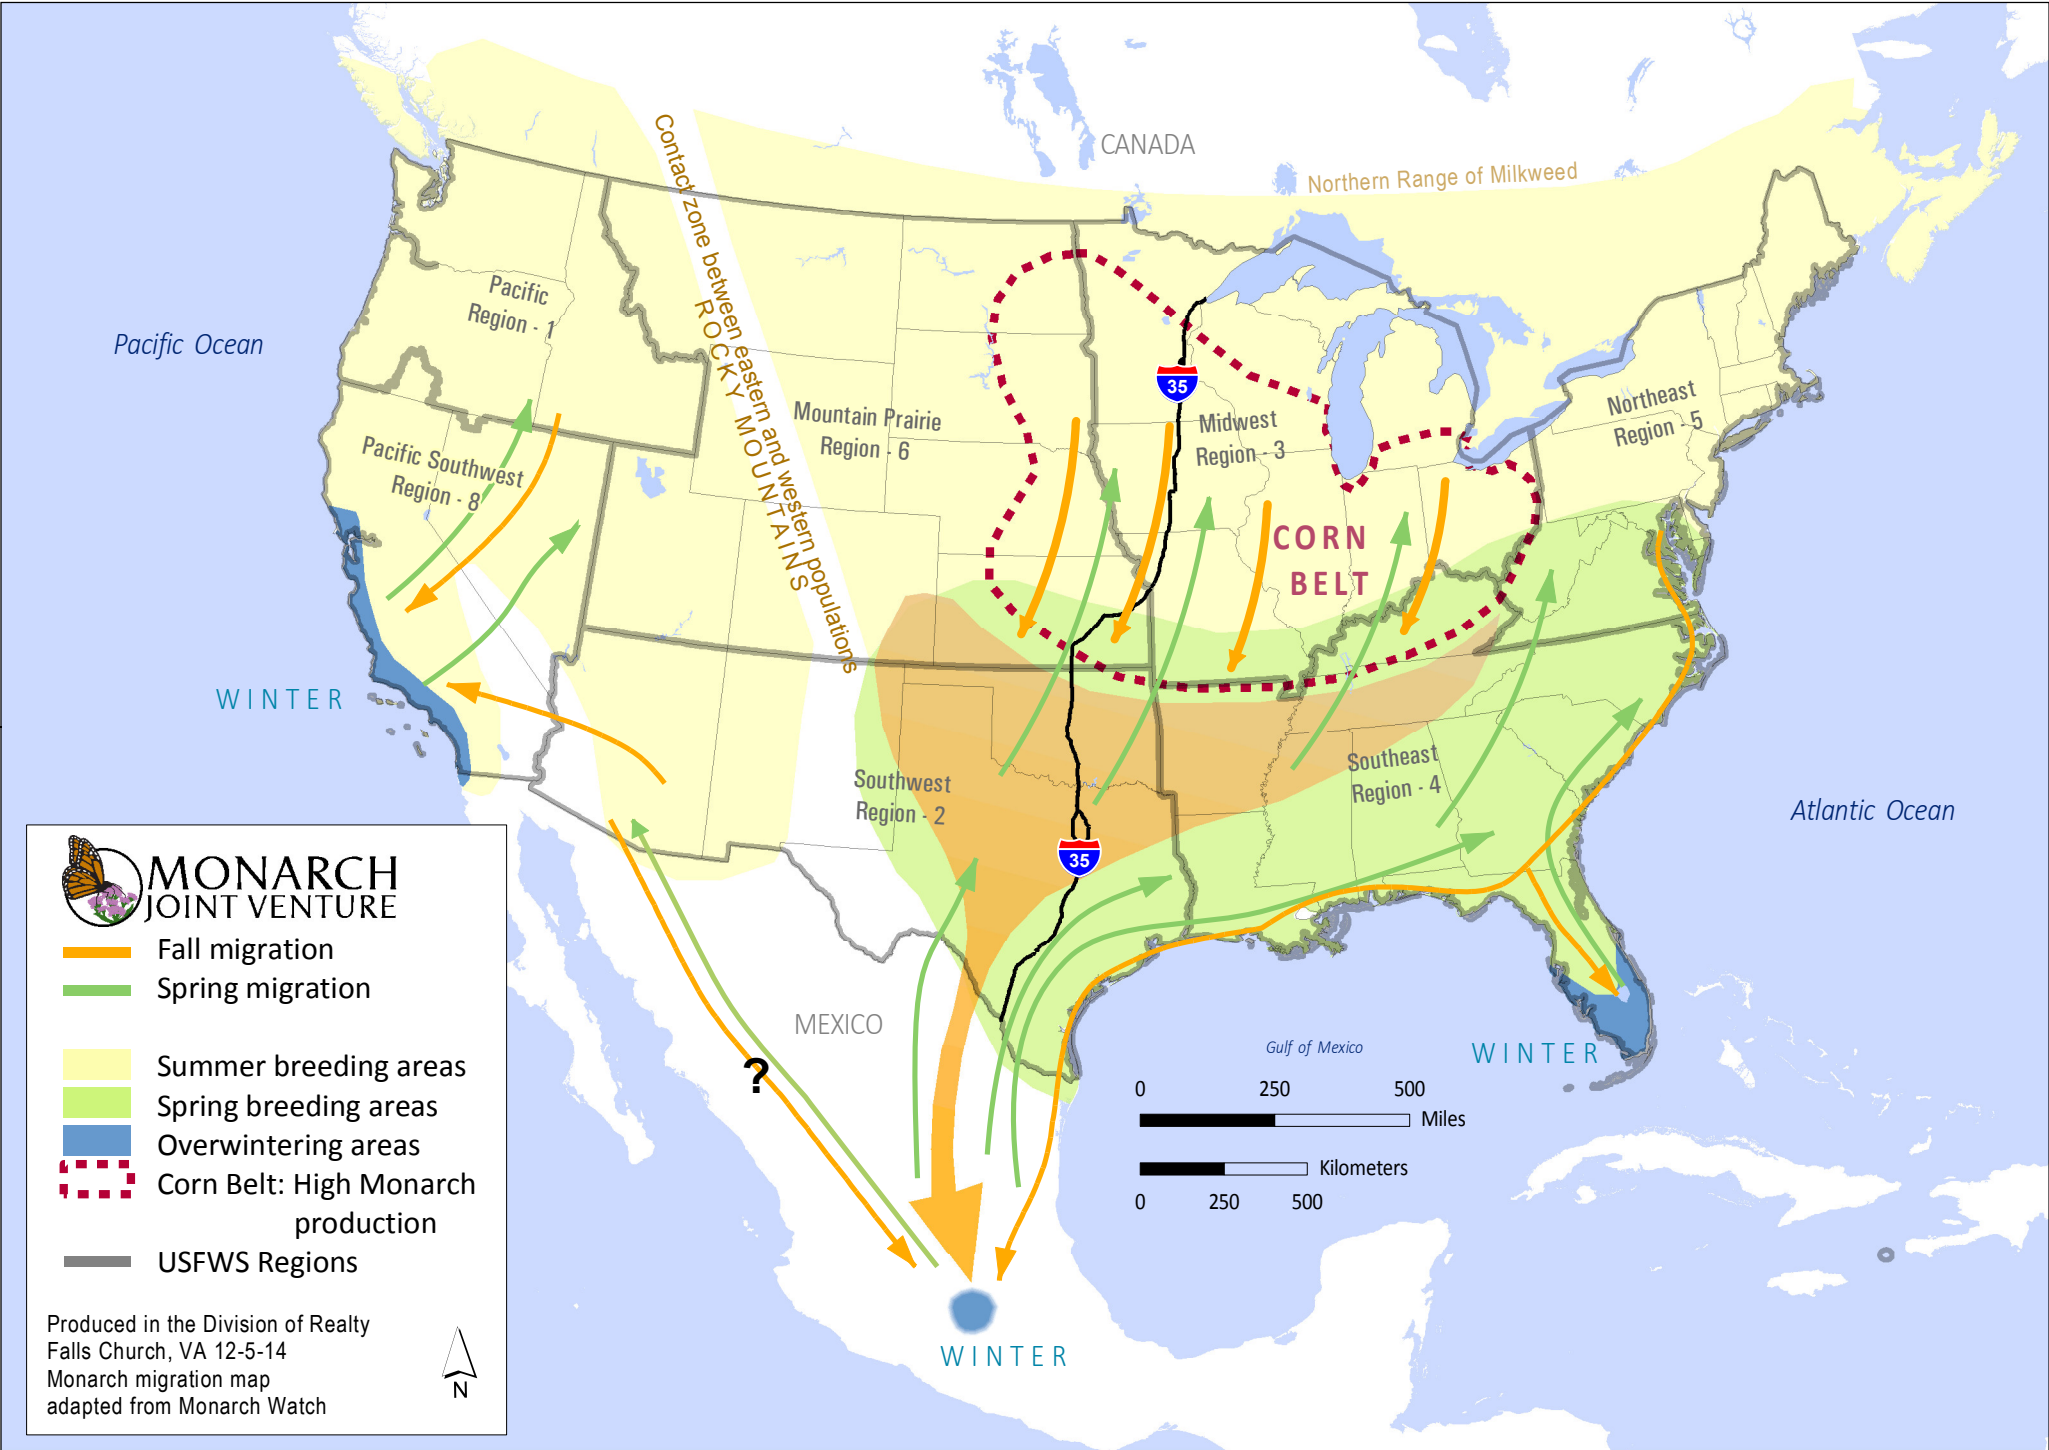 CANADA
Northern Range of Milkweed
Contact zone between eastern and western populations
ROCKY MOUNTAINS
Pacific
Region - 1
Pacific Ocean
35
Mountain Prairie
Region - 6
Midwest
Region - 3
Northeast
Region - 5
Pacific Southwest
Region - 8
CORN
BELT
WINTER
Southwest
Region - 2
Southeast
Region - 4
Atlantic Ocean
35
MEXICO
?
Gulf of Mexico
WINTER
0 250 500
Miles
Kilometers
0 250 500
WINTER
MONARCH
JOINT VENTURE
Fall migration
Spring migration
Summer breeding areas
Spring breeding areas
Overwintering areas
Corn Belt: High Monarch
production
USFWS Regions
Produced in the Division of Realty
Falls Church, VA 12-5-14
Monarch migration map
adapted from Monarch Watch
N